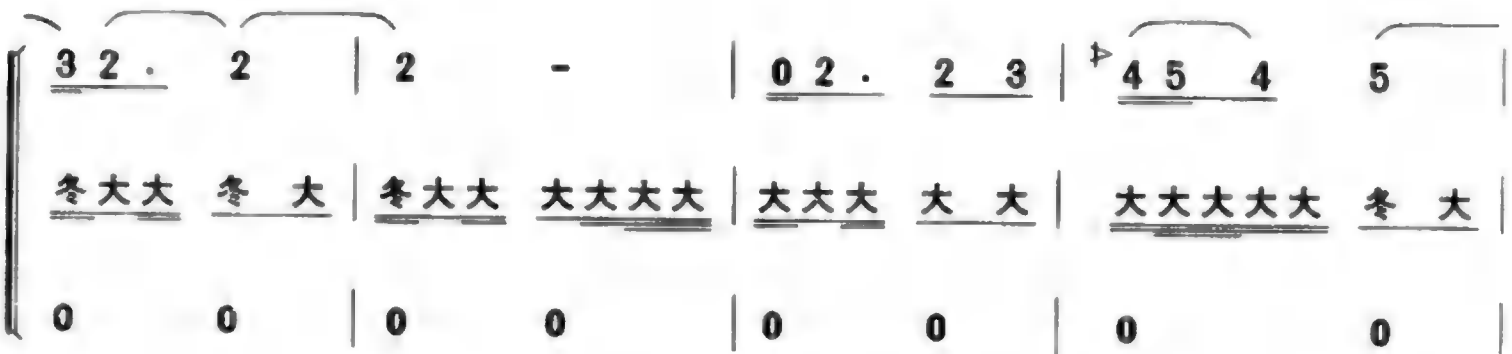 3 2 . 2 | 2 - | 0 2 . 2 3 | 4 5 4 5 |
冬大大 冬 大 | 冬大大 大大大大 | 大大大 大 大 | 大大大大大 冬 大 |
0 0 | 0 0 | 0 0 | 0 0 |